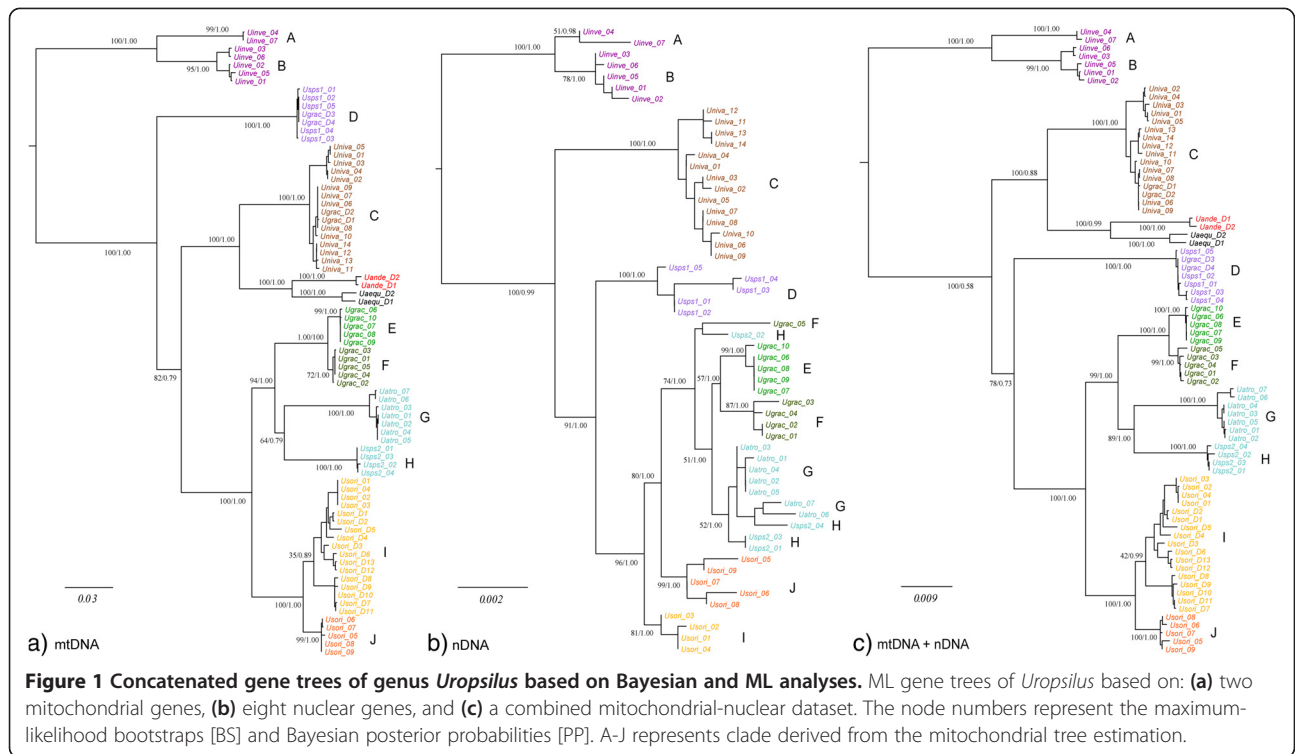 99/1.00
Uinve_04
Uinve_07
A
100/1.00
Uinve_03
Uinve_06
Uinve_02
Uinve_05
Uinve_01
B
95/1.00
Usps1_01
Usps1_02
Usps1_05
Ugrac_D3
Ugrac_D4
Usps1_04
Usps1_03
D
100/1.00
Univa_05
Univa_01
Univa_03
Univa_04
Univa_02
Univa_09
Univa_07
Univa_06
Ugrac_D2
Ugrac_D1
Univa_08
Univa_10
Univa_14
Univa_12
Univa_13
Univa_11
C
100/1.00
100/1.00
100/1.00
100/1.00
Uande_D2
Uande_D1
100/1.00
Uaequ_D2
Uaequ_D1
99/1.00
Ugrac_06
Ugrac_10
Ugrac_07
Ugrac_08
Ugrac_09
E
1.00/100
Ugrac_03
Ugrac_01
Ugrac_05
Ugrac_04
Ugrac_02
F
72/1.00
82/0.79
94/1.00
Uatro_07
Uatro_06
Uatro_03
Uatro_01
Uatro_02
Uatro_04
Uatro_05
G
100/1.00
64/0.79
Usps2_01
Usps2_03
Usps2_02
Usps2_04
H
100/1.00
100/1.00
Usori_01
Usori_04
Usori_02
Usori_03
Usori_D1
Usori_D2
Usori_D5
Usori_D4
Usori_D3
Usori_D6
Usori_D13
Usori_D12
Usori_D8
Usori_D9
Usori_D10
Usori_D7
Usori_D11
I
35/0.89
100/1.00
Usori_06
Usori_07
Usori_05
Usori_08
Usori_09
J
99/1.00
0.03
a) mtDNA
51/0.98
Uinve_04
Uinve_07
A
100/1.00
Uinve_03
Uinve_06
Uinve_05
Uinve_01
Uinve_02
B
78/1.00
Univa_12
Univa_11
Univa_13
Univa_14
Univa_04
Univa_01
Univa_03
Univa_02
Univa_05
Univa_07
Univa_08
Univa_10
Univa_06
Univa_09
C
100/1.00
100/0.99
Usps1_05
Usps1_04
Usps1_03
Usps1_01
Usps1_02
D
100/1.00
91/1.00
Ugrac_05
F
Usps2_02
H
74/1.00
99/1.00
Ugrac_10
Ugrac_06
Ugrac_08
Ugrac_09
Ugrac_07
E
57/1.00
87/1.00
Ugrac_03
Ugrac_04
Ugrac_02
Ugrac_01
F
51/1.00
Uatro_03
Uatro_01
Uatro_04
Uatro_02
Uatro_05
G
Uatro_07
Uatro_06
G
Usps2_04
H
52/1.00
Usps2_03
Usps2_01
H
80/1.00
96/1.00
Usori_05
Usori_09
Usori_07
Usori_06
Usori_08
J
99/1.00
Usori_03
Usori_02
Usori_01
Usori_04
I
81/1.00
0.002
b) nDNA
100/1.00
Uinve_04
Uinve_07
A
100/1.00
Uinve_06
Uinve_03
Uinve_05
Uinve_01
Uinve_02
B
99/1.00
Univa_02
Univa_04
Univa_03
Univa_01
Univa_05
Univa_13
Univa_14
Univa_12
Univa_11
Univa_10
Univa_07
Univa_08
Ugrac_D1
Ugrac_D2
Univa_06
Univa_09
C
100/1.00
100/0.88
100/0.99
100/1.00
Uande_D1
Uande_D2
100/1.00
Uaequ_D2
Uaequ_D1
Usps1_05
Ugrac_D3
Ugrac_D4
Usps1_02
Usps1_01
Usps1_03
Usps1_04
D
100/1.00
100/0.58
100/1.00
Ugrac_10
Ugrac_06
Ugrac_08
Ugrac_07
Ugrac_09
E
100/1.00
Ugrac_05
Ugrac_03
Ugrac_04
Ugrac_01
Ugrac_02
F
99/1.00
99/1.00
78/0.73
Uatro_07
Uatro_06
Uatro_04
Uatro_03
Uatro_05
Uatro_01
Uatro_02
G
100/1.00
89/1.00
Usps2_04
Usps2_02
Usps2_03
Usps2_01
H
100/1.00
100/1.00
Usori_03
Usori_02
Usori_04
Usori_01
Usori_D2
Usori_D1
Usori_D5
Usori_D4
Usori_D3
Usori_D6
Usori_D13
Usori_D12
Usori_D8
Usori_D9
Usori_D10
Usori_D11
Usori_D7
I
42/0.99
100/1.00
Usori_08
Usori_06
Usori_07
Usori_05
Usori_09
J
100/1.00
0.009
c) mtDNA + nDNA
Figure 1 Concatenated gene trees of genus Uropsilus based on Bayesian and ML analyses. ML gene trees of Uropsilus based on: (a) two
mitochondrial genes, (b) eight nuclear genes, and (c) a combined mitochondrial-nuclear dataset. The node numbers represent the maximum-
likelihood bootstraps [BS] and Bayesian posterior probabilities [PP]. A-J represents clade derived from the mitochondrial tree estimation.